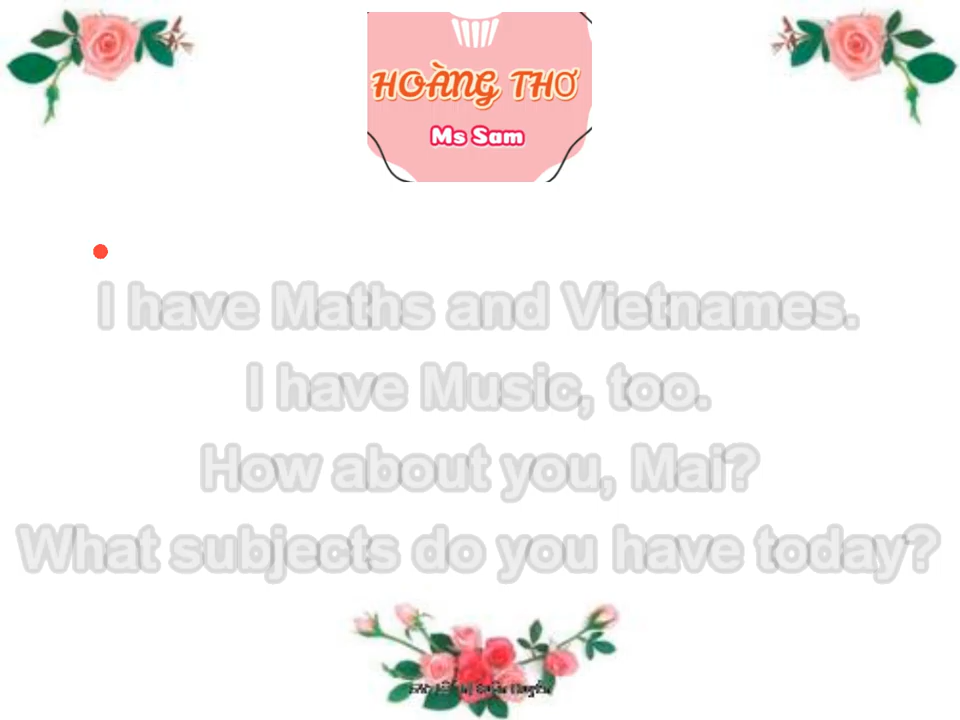 HOÀNG THƠ
Ms Sam
I have Maths and Vietnames.
I have Music, too.
How about you, Mai?
What subjects do you have today?